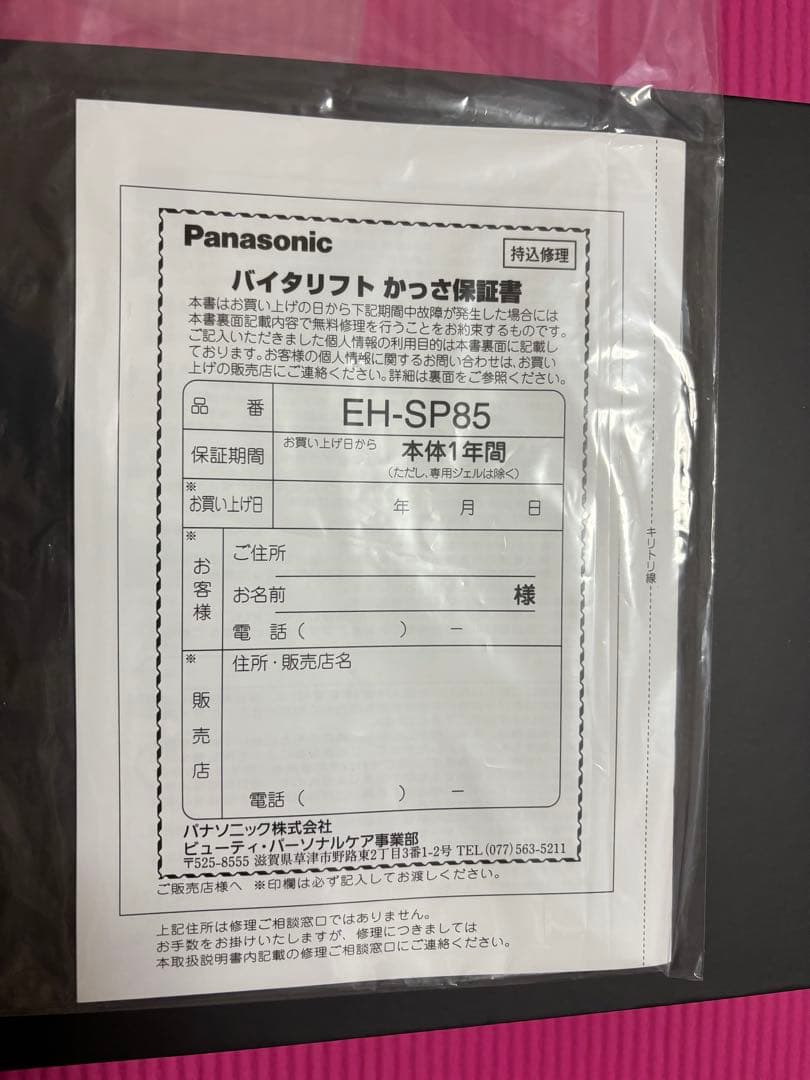 Panasonic
持込修理
バイタリフト かっさ保証書
本書はお買い上げの日から下記期間中故障が発生した場合には
本書裏面記載内容で無料修理を行うことをお約束するものです。
ご記入いただきました個人情報の利用目的は本書裏面に記載し
ております。お客様の個人情報に関するお問い合わせは、お買い
上げの販売店にご連絡ください。詳細は裏面をご参照ください。
品 番 EH-SP85
保証期間 お買い上げ日から 本体1年間
(ただし、専用ジェルは除く)
※お買い上げ日 年 月 日
※お客様
ご住所
お名前 様
電 話 ( ) ー
※販売店
住所・販売店名
電話 ( ) ー
パナソニック株式会社
ビューティ・パーソナルケア事業部
〒525-8555 滋賀県草津市野路東2丁目3番1-2号 TEL (077) 563-5211
ご販売店様へ ※印欄は必ず記入してお渡しください。
キリトリ線
上記住所は修理ご相談窓口ではありません。
お手数をお掛けいたしますが、修理につきましては
本取扱説明書内記載の修理ご相談窓口にご連絡ください。